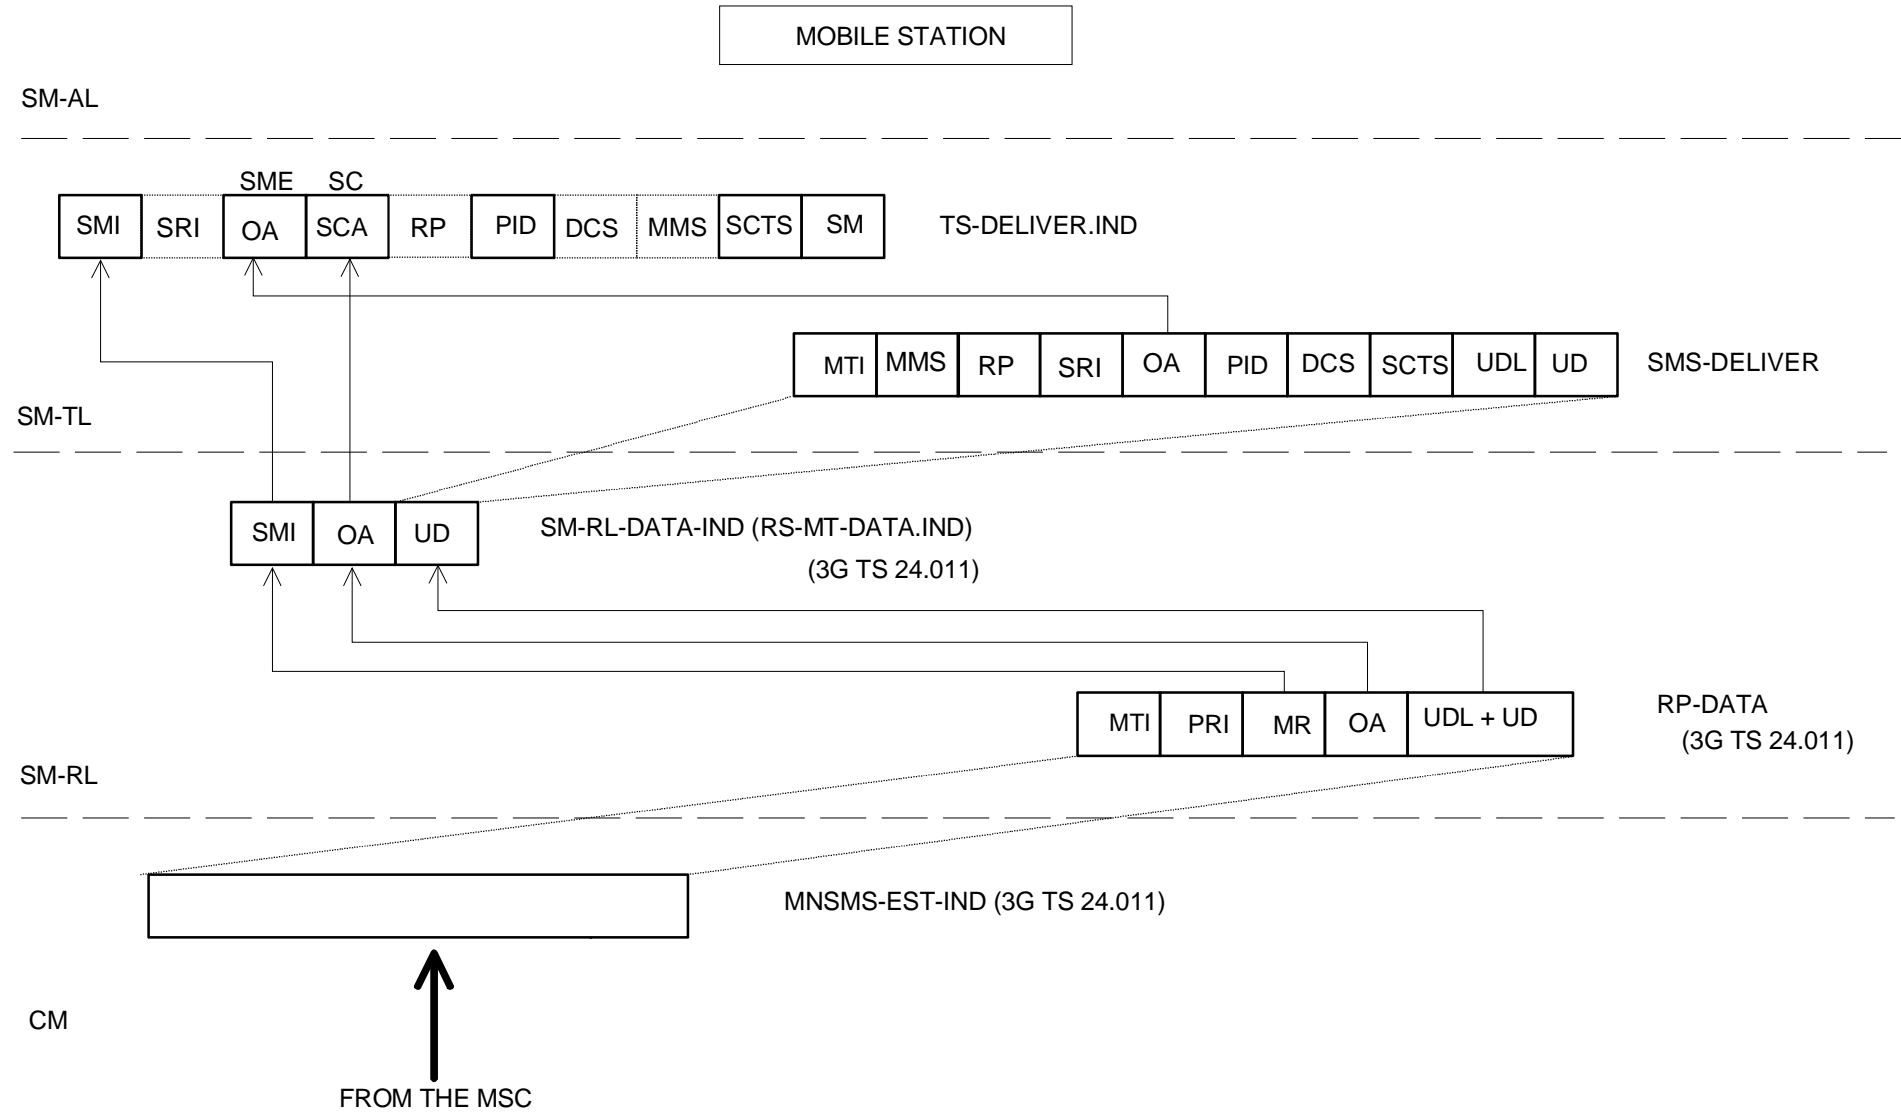 MOBILE STATION
SM-AL
SME SC
SMI SRI OA SCA RP PID DCS MMS SCTS SM TS-DELIVER.IND
MTI MMS RP SRI OA PID DCS SCTS UDL UD SMS-DELIVER
SM-TL
SMI OA UD SM-RL-DATA-IND (RS-MT-DATA.IND)
(3G TS 24.011)
MTI PRI MR OA UDL + UD RP-DATA
(3G TS 24.011)
SM-RL
MNSMS-EST-IND (3G TS 24.011)
CM
FROM THE MSC